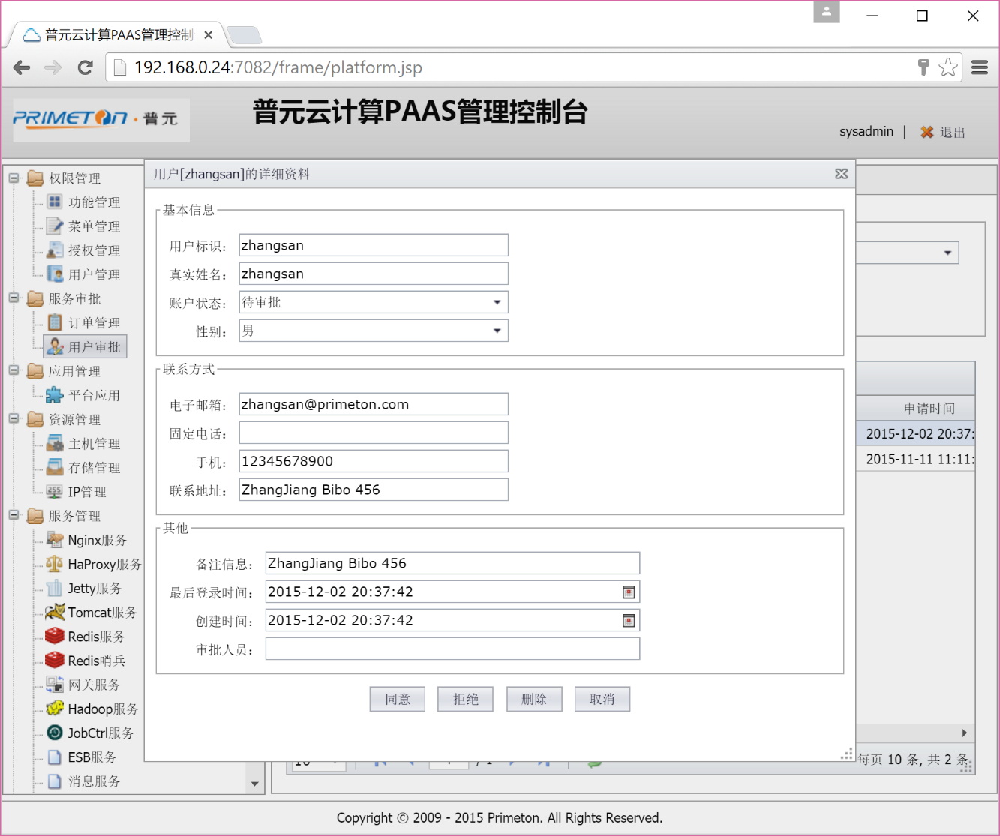 普元云计算PAAS管理控制
192.168.0.24:7082/frame/platform.jsp
PRIMETON·普元
普元云计算PAAS管理控制台
sysadmin | 退出
权限管理
功能管理
菜单管理
授权管理
用户管理
服务审批
订单管理
用户审批
应用管理
平台应用
资源管理
主机管理
存储管理
IP管理
服务管理
Nginx服务
HaProxy服务
Jetty服务
Tomcat服务
Redis服务
Redis哨兵
网关服务
Hadoop服务
JobCtrl服务
ESB服务
消息服务
用户[zhangsan]的详细资料
基本信息
用户标识： zhangsan
真实姓名： zhangsan
账户状态： 待审批
性别： 男
联系方式
电子邮箱： zhangsan@primeton.com
固定电话：
手机： 12345678900
联系地址： ZhangJiang Bibo 456
其他
备注信息： ZhangJiang Bibo 456
最后登录时间： 2015-12-02 20:37:42
创建时间： 2015-12-02 20:37:42
审批人员：
同意 拒绝 删除 取消
申请时间
2015-12-02 20:37:
2015-11-11 11:11:
每页 10 条, 共 2 条
Copyright © 2009 - 2015 Primeton. All Rights Reserved.